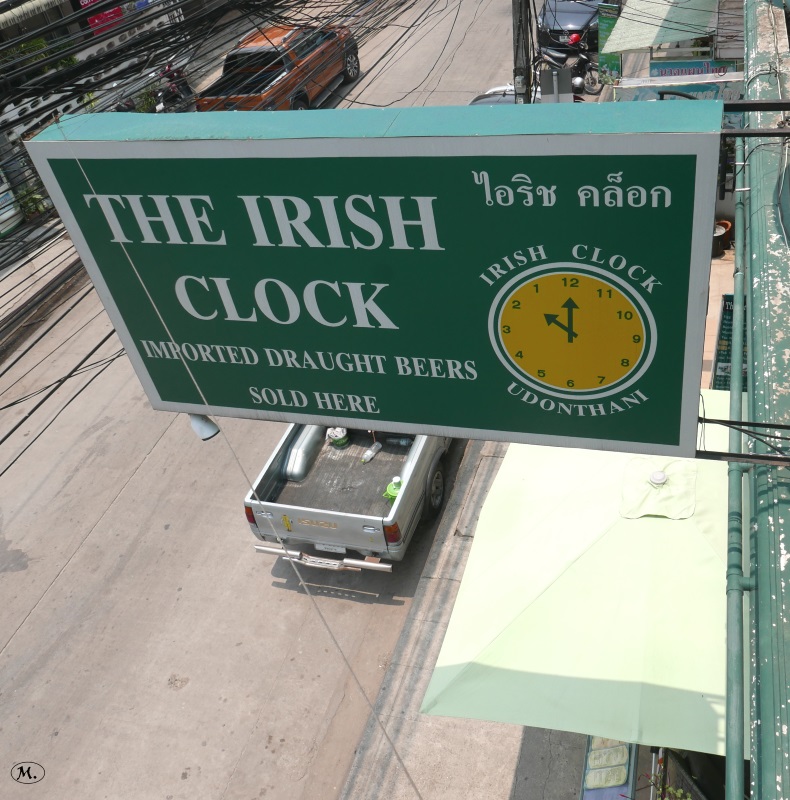 THE IRISH
CLOCK
IMPORTED DRAUGHT BEERS
SOLD HERE
ไอริช คล็อก
IRISH CLOCK
12
1
11
2
10
3
9
4
8
5
7
6
UDONTHANI
ISUZU
M.